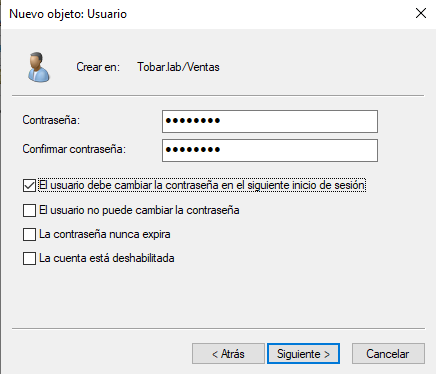 Nuevo objeto: Usuario
Crear en: Tobar.lab/Ventas
Contraseña: ●●●●●●●●
Confirmar contraseña: ●●●●●●●●
El usuario debe cambiar la contraseña en el siguiente inicio de sesión
El usuario no puede cambiar la contraseña
La contraseña nunca expira
La cuenta está deshabilitada
< Atrás Siguiente > Cancelar